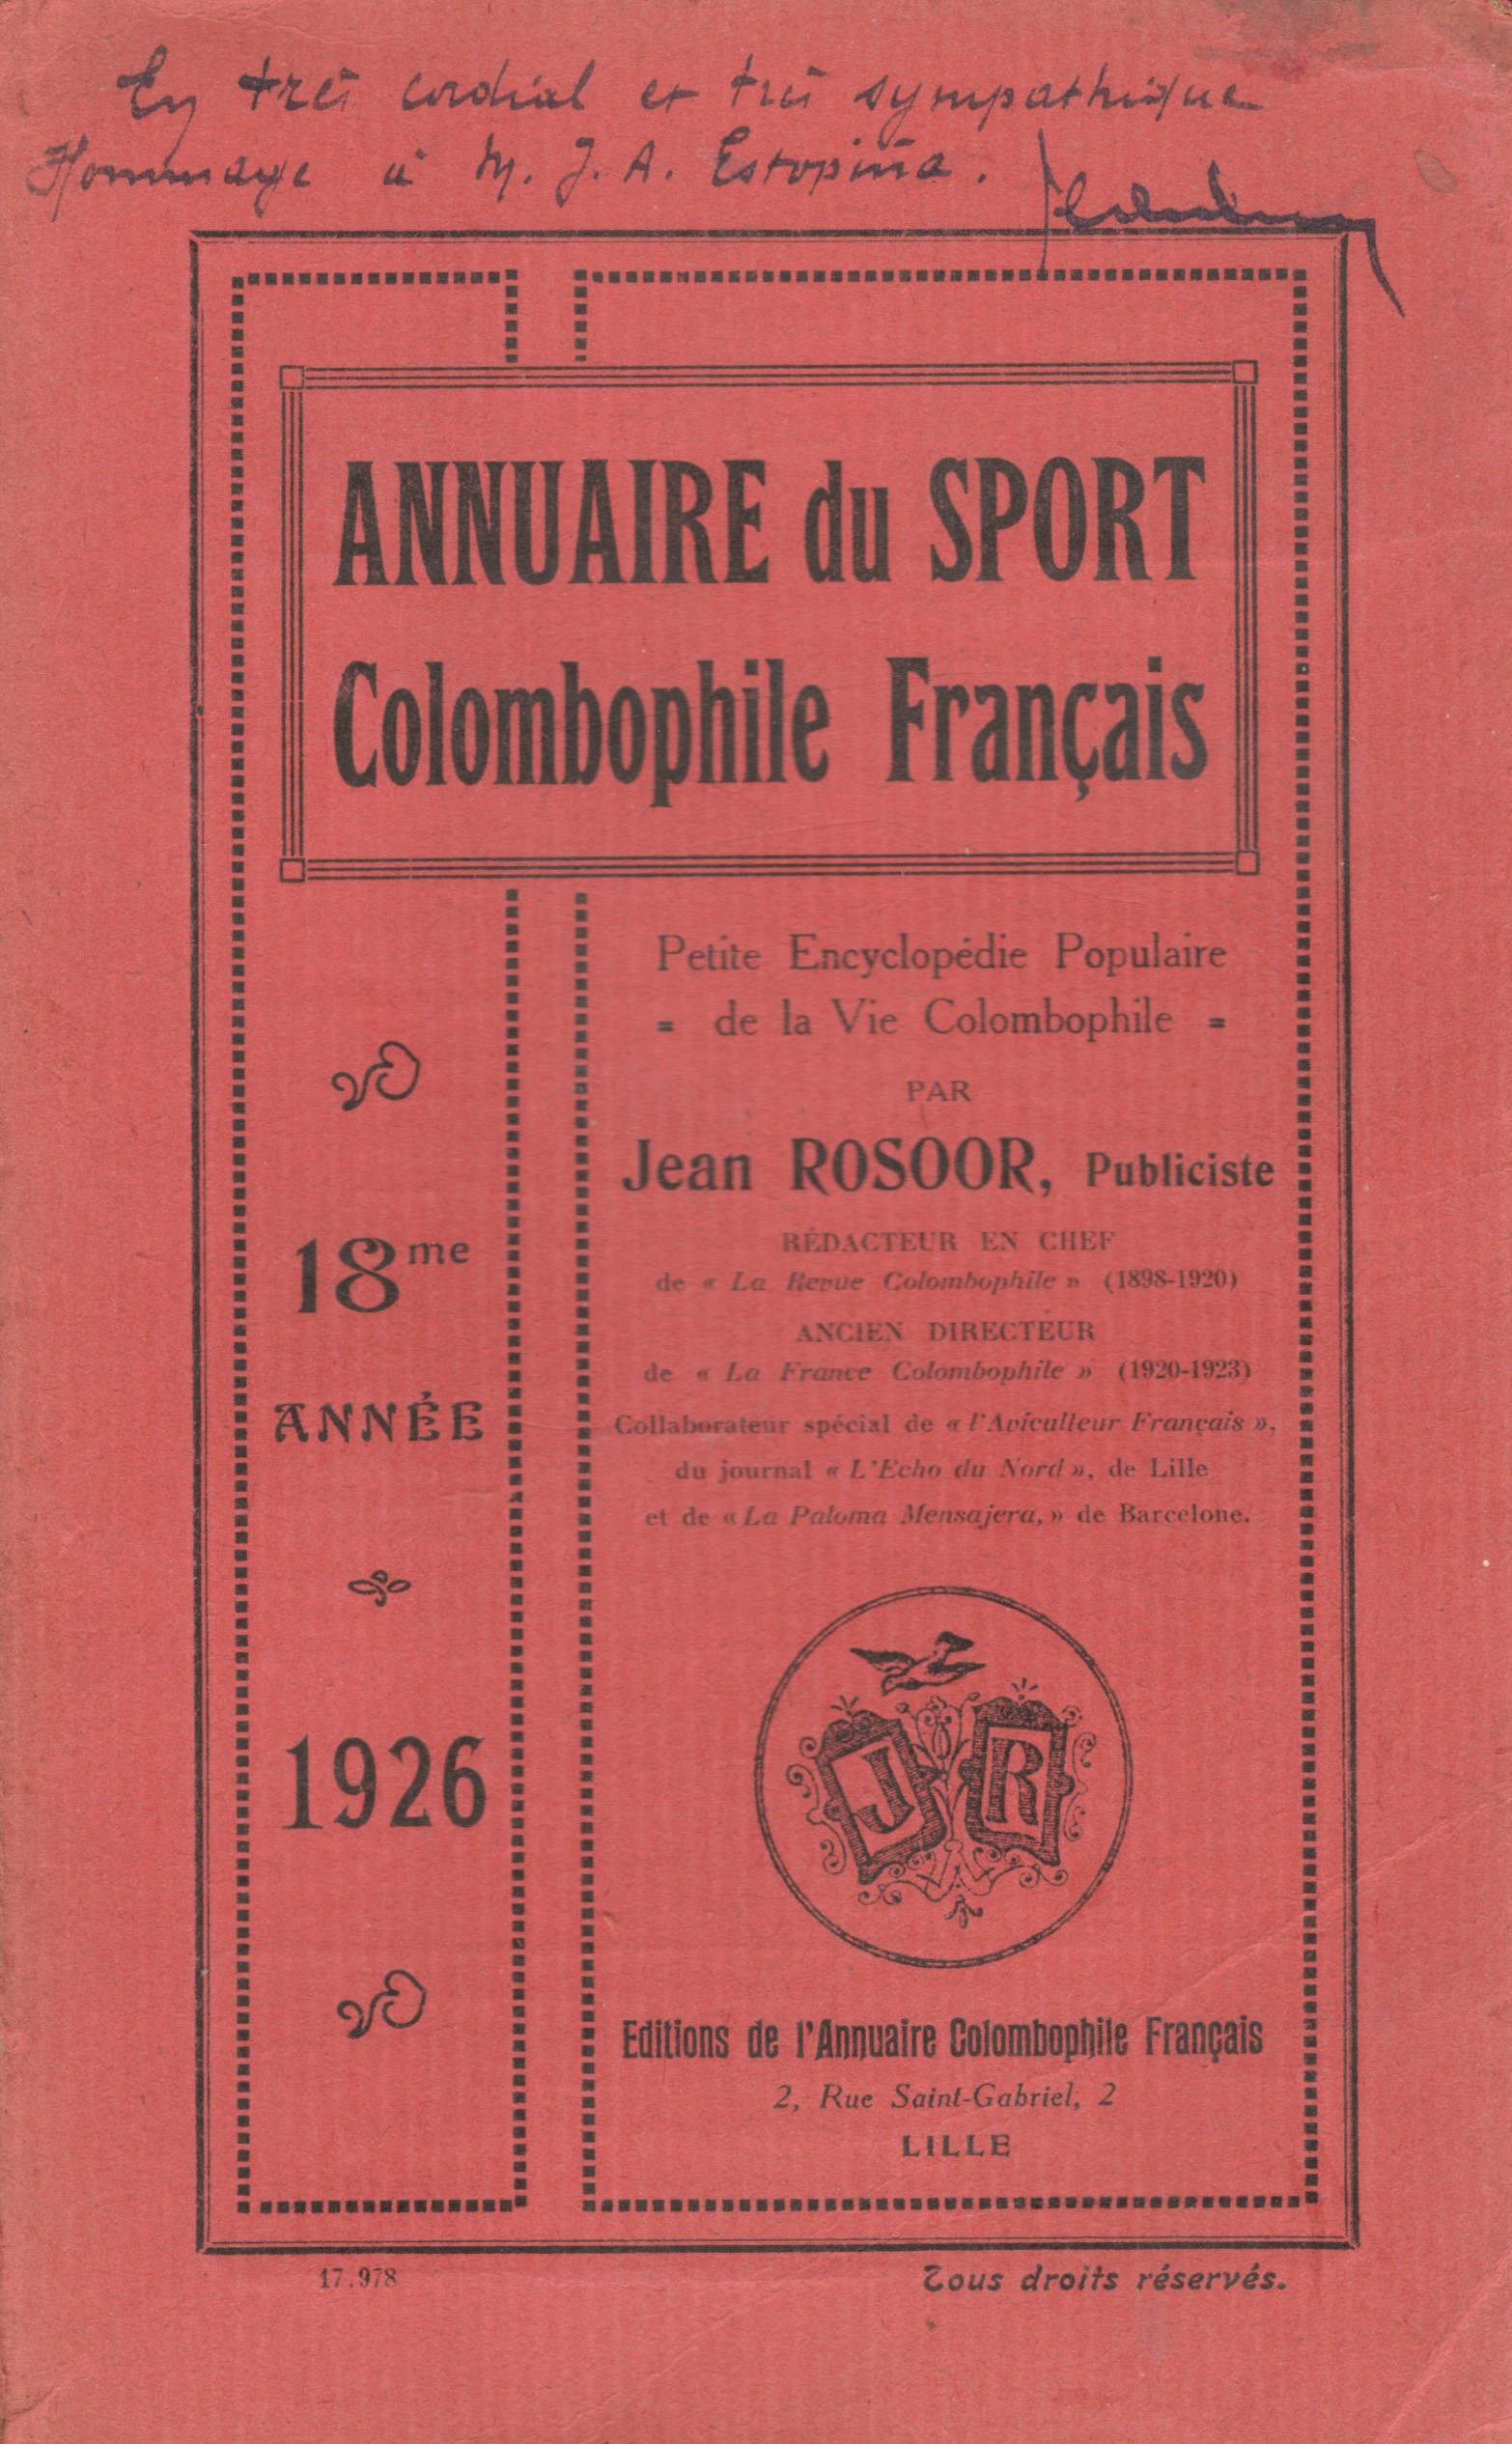 En très cordial et très sympathique
Hommage à M. J. A. Estopiña.
ANNUAIRE du SPORT
Colombophile Français
Petite Encyclopédie Populaire
= de la Vie Colombophile =
PAR
Jean ROSOOR, Publiciste
RÉDACTEUR EN CHEF
de « La Revue Colombophile » (1898-1920)
ANCIEN DIRECTEUR
de « La France Colombophile » (1920-1923)
Collaborateur spécial de « l'Aviculteur Français »,
du journal « L'Echo du Nord », de Lille
et de « La Paloma Mensajera, » de Barcelone.
18me
ANNÉE
1926
J R
Editions de l'Annuaire Colombophile Français
2, Rue Saint-Gabriel, 2
LILLE
17.978
Tous droits réservés.